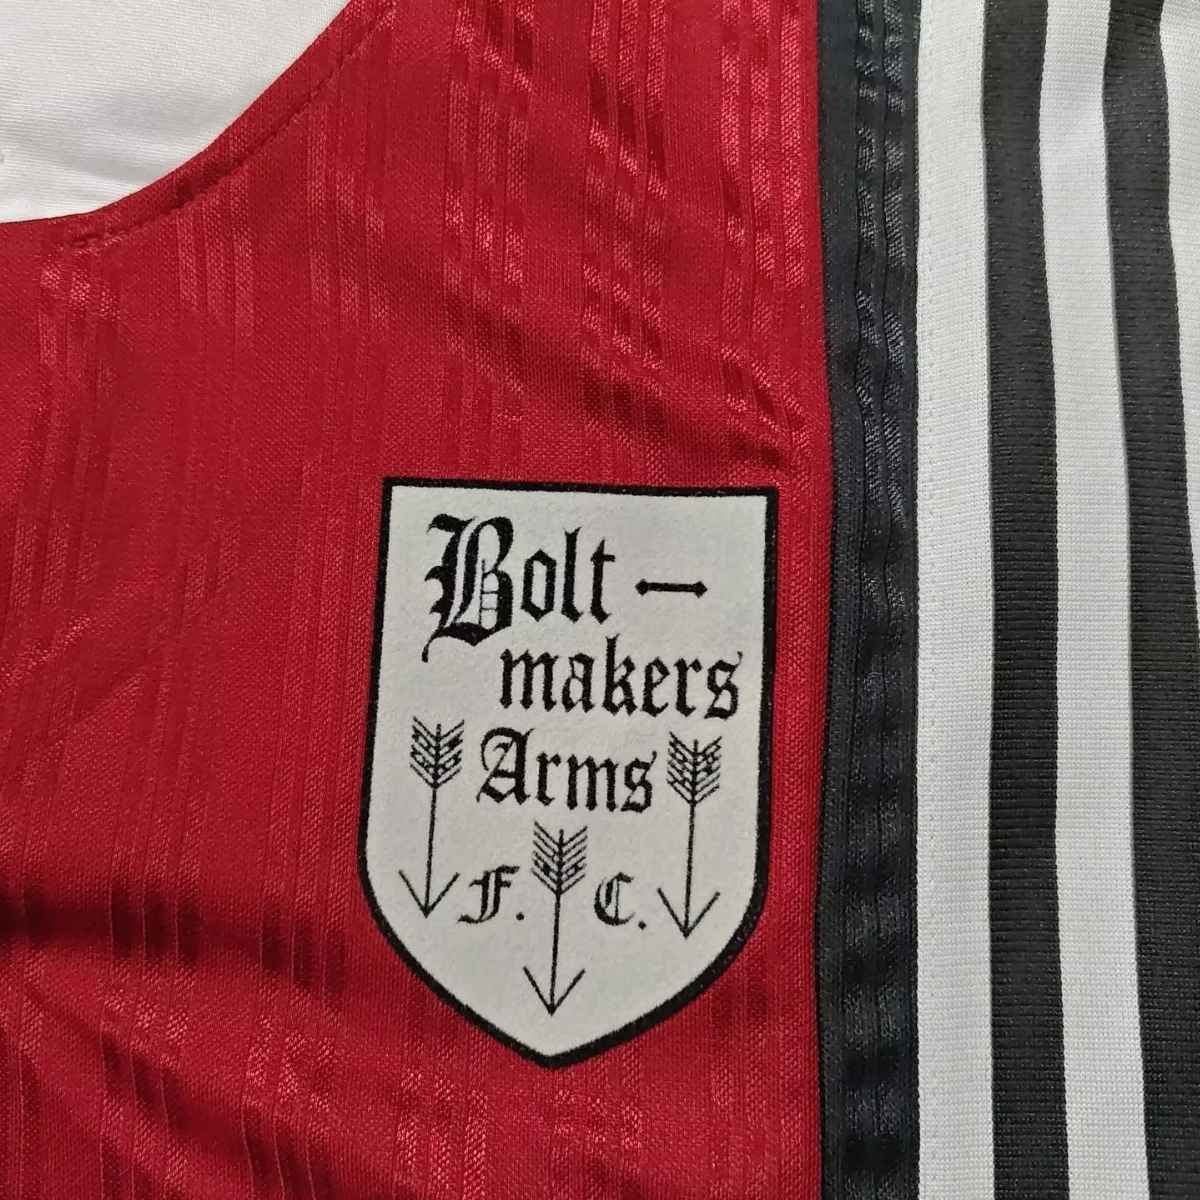 Bolt-
makers
Arms
F. C.